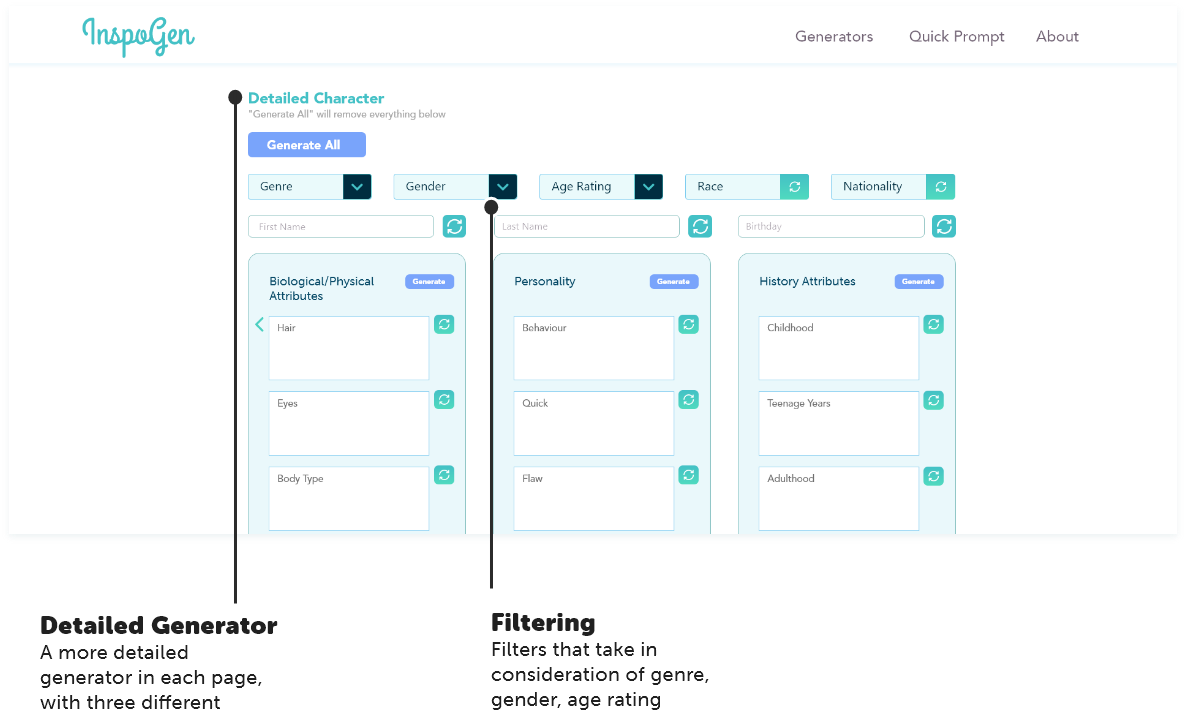 InspoGen
Generators Quick Prompt About
Detailed Character
"Generate All" will remove everything below
Generate All
Genre Gender Age Rating Race Nationality
First Name Last Name Birthday
Biological/Physical
Attributes
Generate
Personality Generate
History Attributes Generate
Hair Behaviour Childhood
Eyes Quick Teenage Years
Body Type Flaw Adulthood
Detailed Generator
A more detailed
generator in each page,
with three different
Filtering
Filters that take in
consideration of genre,
gender, age rating